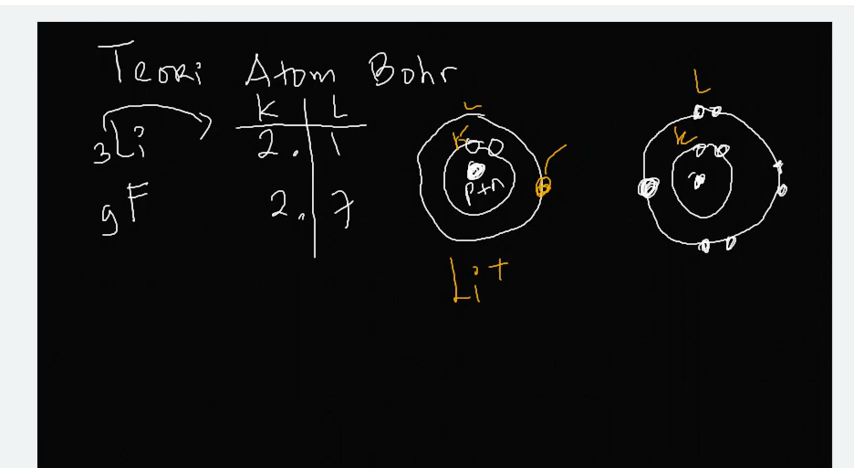 Teori Atom Bohr
K L
3Li 2. 1
9F 2. 7
L
K
p+n
Li+
L
K